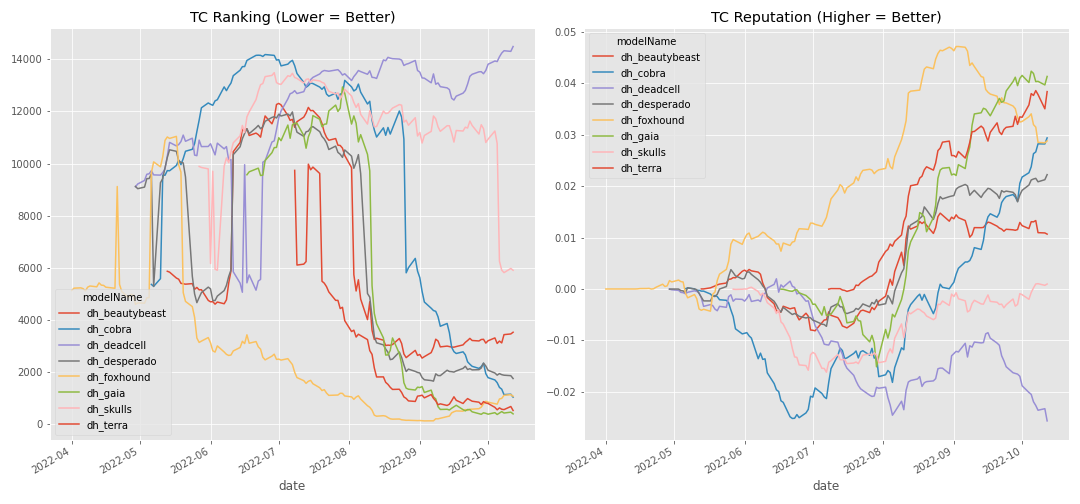 TC Ranking (Lower = Better)
14000
12000
10000
8000
6000
4000
2000
0
modelName
dh_beautybeast
dh_cobra
dh_deadcell
dh_desperado
dh_foxhound
dh_gaia
dh_skulls
dh_terra
2022-04
2022-05
2022-06
2022-07
2022-08
2022-09
2022-10
date
TC Reputation (Higher = Better)
0.05
0.04
0.03
0.02
0.01
0.00
−0.01
−0.02
modelName
dh_beautybeast
dh_cobra
dh_deadcell
dh_desperado
dh_foxhound
dh_gaia
dh_skulls
dh_terra
2022-04
2022-05
2022-06
2022-07
2022-08
2022-09
2022-10
date